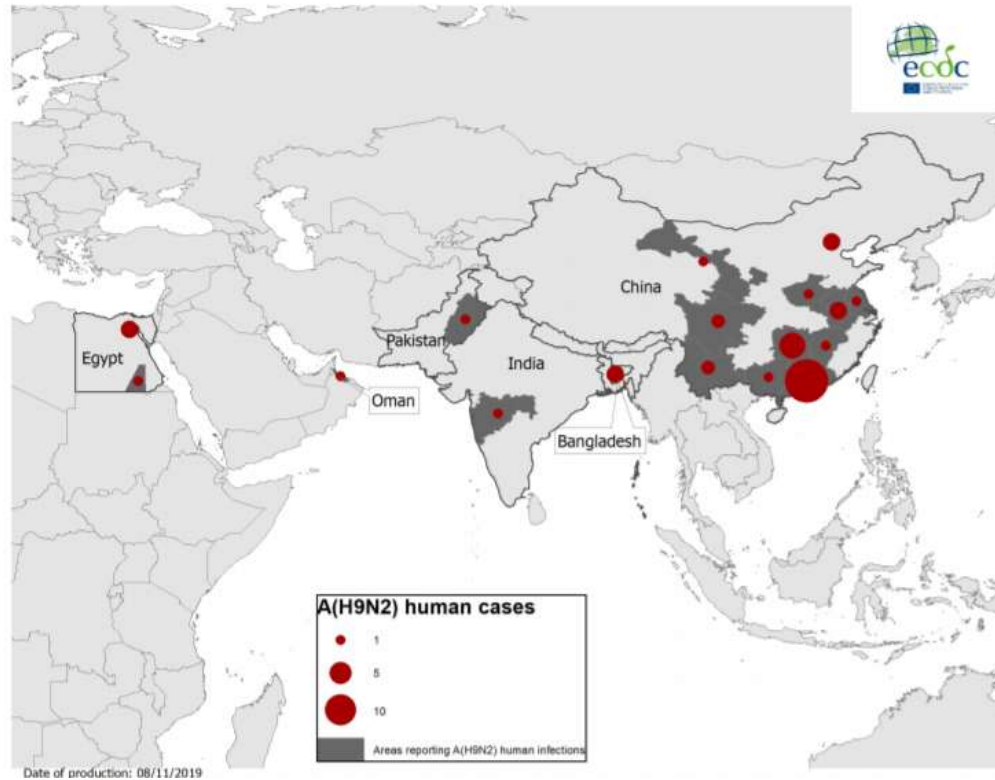 ecdc
China
Pakistan
Egypt
India
Oman
Bangladesh
A(H9N2) human cases
1
5
10
Areas reporting A(H9N2) human infections
Date of production: 08/11/2019